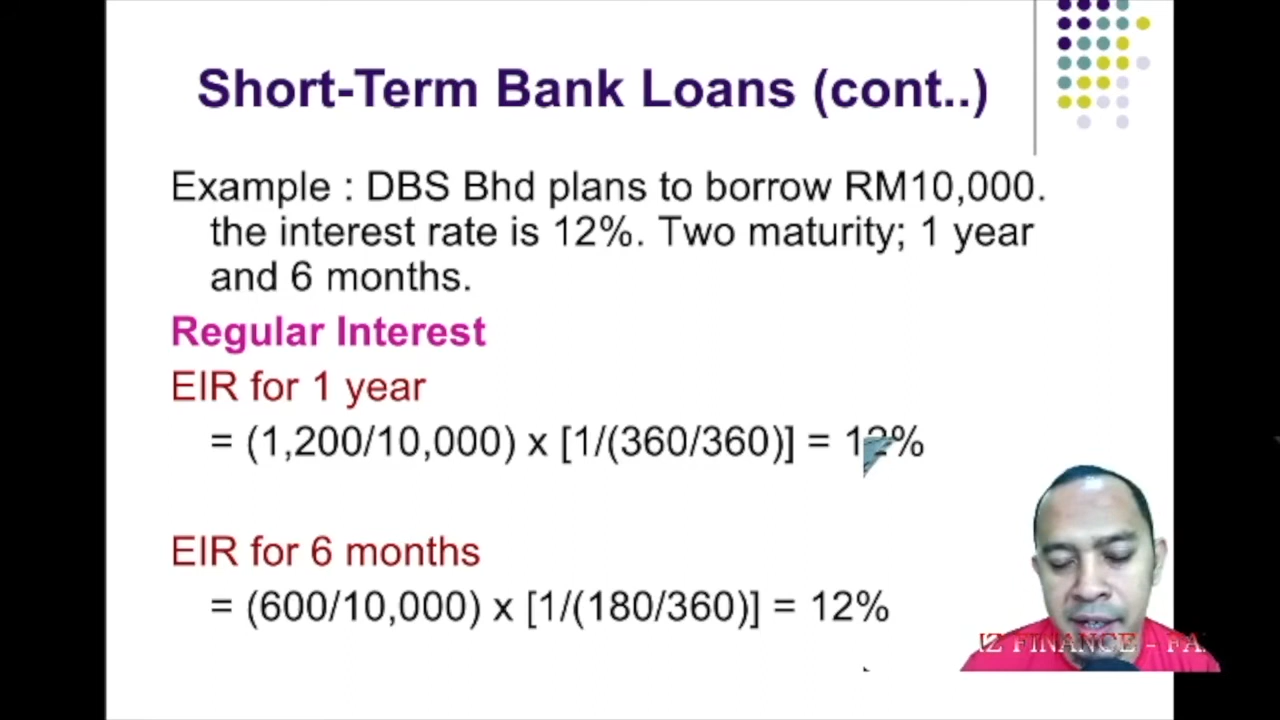 Short-Term Bank Loans (cont..)
Example : DBS Bhd plans to borrow RM10,000.
the interest rate is 12%. Two maturity; 1 year
and 6 months.
Regular Interest
EIR for 1 year
= (1,200/10,000) x [1/(360/360)] = 12%
EIR for 6 months
= (600/10,000) x [1/(180/360)] = 12%
FINANCE -